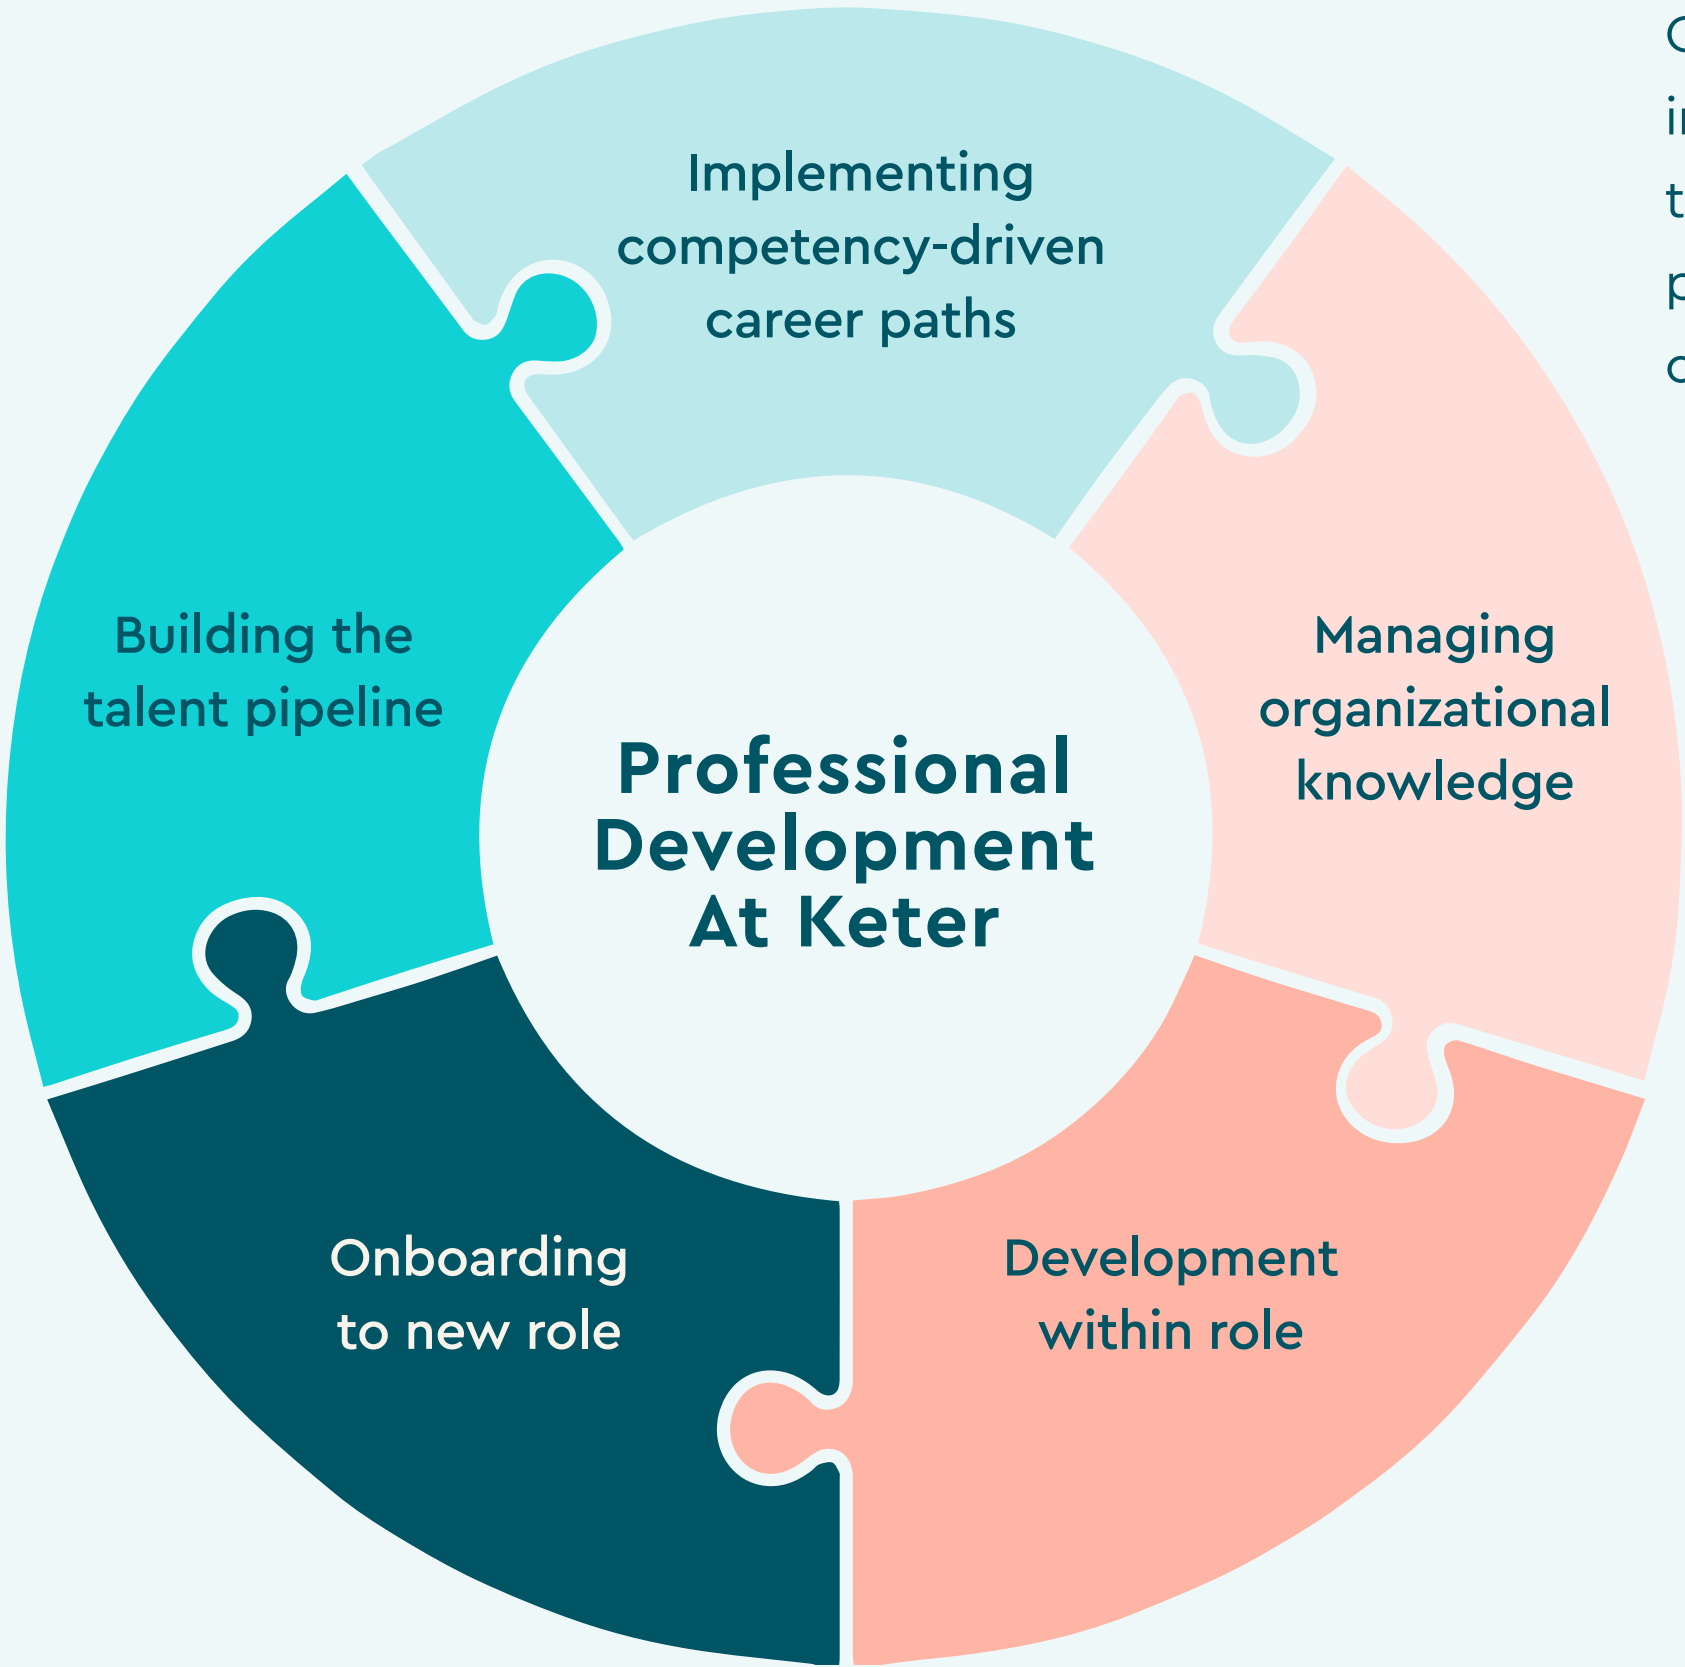 Implementing
competency-driven
career paths
Building the
talent pipeline
Managing
organizational
knowledge
Professional
Development
At Keter
Onboarding
to new role
Development
within role